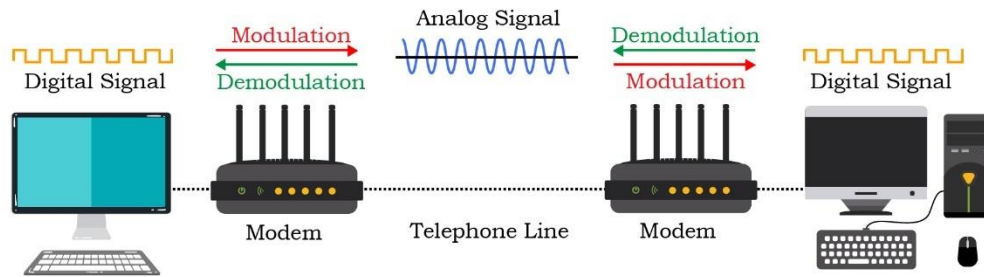 Analog Signal
Modulation
Demodulation
Demodulation
Modulation
Digital Signal
Digital Signal
Modem
Telephone Line
Modem